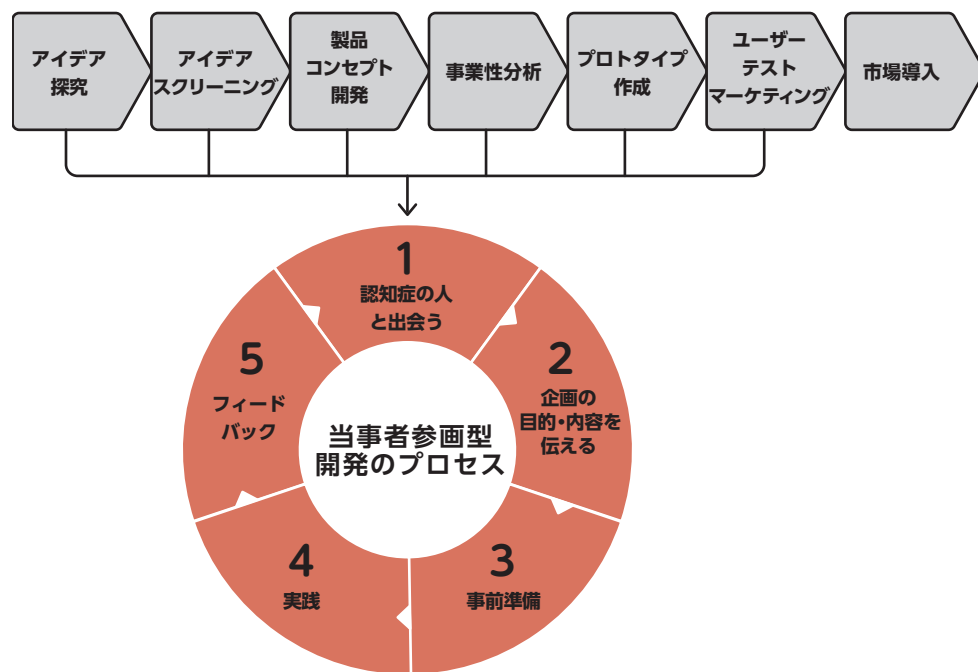 アイデア
探究
アイデア
スクリーニング
製品
コンセプト
開発
事業性分析
プロトタイプ
作成
ユーザー
テスト
マーケティング
市場導入
1
認知症の人
と出会う
2
企画の
目的・内容を
伝える
3
事前準備
4
実践
5
フィード
バック
当事者参画型
開発のプロセス